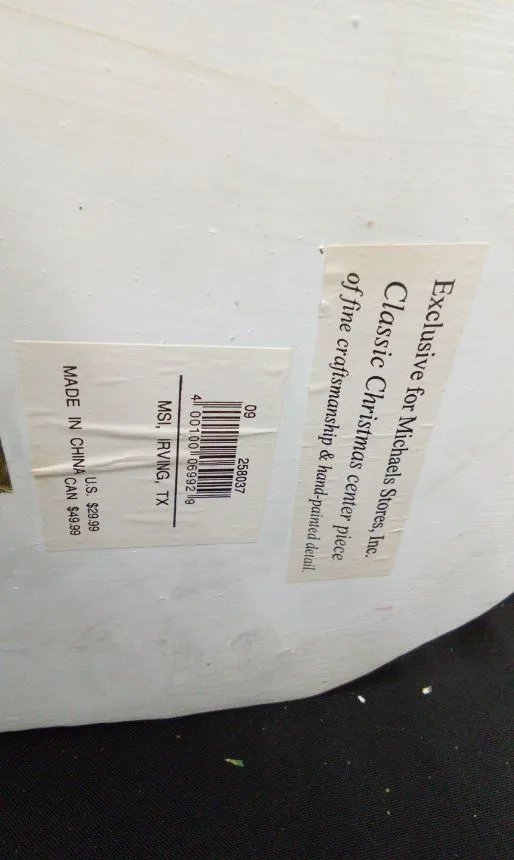 Exclusive for Michaels Stores, Inc.
Classic Christmas center piece
of fine craftsmanship & hand-painted detail.
09 258037
4 00100 06992 9
MSI, IRVING, TX
U.S. $29.99
MADE IN CHINA CAN $49.99